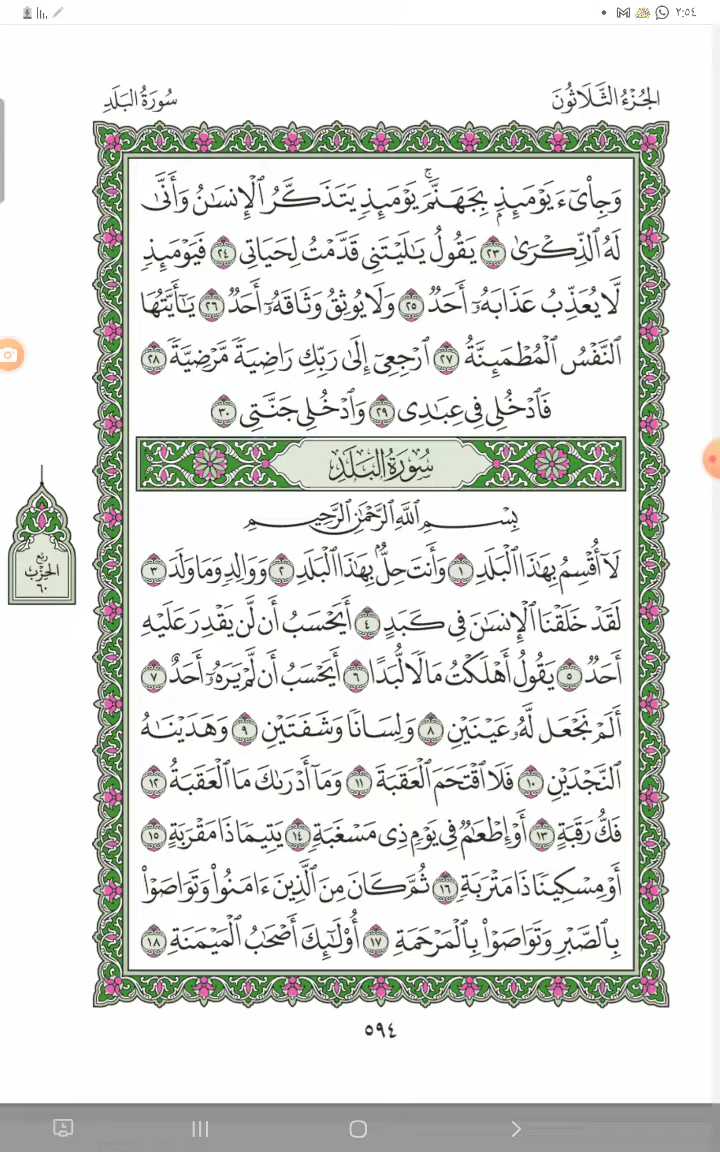 ٢:٥٤
الجُزْءُ الثَّلَاثُونَ
سُورَةُ البَلَدِ
وَجِاْىٓءَ يَوْمَئِذِۭ بِجَهَنَّمَۚ يَوْمَئِذٖ يَتَذَكَّرُ ٱلْإِنسَٰنُ وَأَنَّىٰ
لَهُ ٱلذِّكْرَىٰ ٢٣ يَقُولُ يَٰلَيْتَنِى قَدَّمْتُ لِحَيَاتِى ٢٤ فَيَوْمَئِذٖ
لَّا يُعَذِّبُ عَذَابَهُۥٓ أَحَدٌ ٢٥ وَلَا يُوثِقُ وَثَاقَهُۥٓ أَحَدٌ ٢٦ يَٰٓأَيَّتُهَا
ٱلنَّفْسُ ٱلْمُطْمَئِنَّةُ ٢٧ ٱرْجِعِىٓ إِلَىٰ رَبِّكِ رَاضِيَةً مَّرْضِيَّةً ٢٨
فَٱدْخُلِى فِى عِبَٰدِى ٢٩ وَٱدْخُلِى جَنَّتِى ٣٠
سُورَةُ البَلَدِ
بِسْمِ ٱللَّهِ ٱلرَّحْمَٰنِ ٱلرَّحِيمِ
لَآ أُقْسِمُ بِهَٰذَا ٱلْبَلَدِ ١ وَأَنتَ حِلُّۢ بِهَٰذَا ٱلْبَلَدِ ٢ وَوَالِدٍ وَمَا وَلَدَ ٣
لَقَدْ خَلَقْنَا ٱلْإِنسَٰنَ فِى كَبَدٍ ٤ أَيَحْسَبُ أَن لَّن يَقْدِرَ عَلَيْهِ
أَحَدٌ ٥ يَقُولُ أَهْلَكْتُ مَالًا لُّبَدًا ٦ أَيَحْسَبُ أَن لَّمْ يَرَهُۥٓ أَحَدٌ ٧
أَلَمْ نَجْعَل لَّهُۥ عَيْنَيْنِ ٨ وَلِسَانًا وَشَفَتَيْنِ ٩ وَهَدَيْنَٰهُ
ٱلنَّجْدَيْنِ ١٠ فَلَا ٱقْتَحَمَ ٱلْعَقَبَةَ ١١ وَمَآ أَدْرَىٰكَ مَا ٱلْعَقَبَةُ ١٢
فَكُّ رَقَبَةٍ ١٣ أَوْ إِطْعَٰمٌ فِى يَوْمٍ ذِى مَسْغَبَةٍ ١٤ يَتِيمًا ذَا مَقْرَبَةٍ ١٥
أَوْ مِسْكِينًا ذَا مَتْرَبَةٍ ١٦ ثُمَّ كَانَ مِنَ ٱلَّذِينَ ءَامَنُوا۟ وَتَوَاصَوْا۟
بِٱلصَّبْرِ وَتَوَاصَوْا۟ بِٱلْمَرْحَمَةِ ١٧ أُو۟لَٰٓئِكَ أَصْحَٰبُ ٱلْمَيْمَنَةِ ١٨
ربع
الحزب
٦٠
٥٩٤